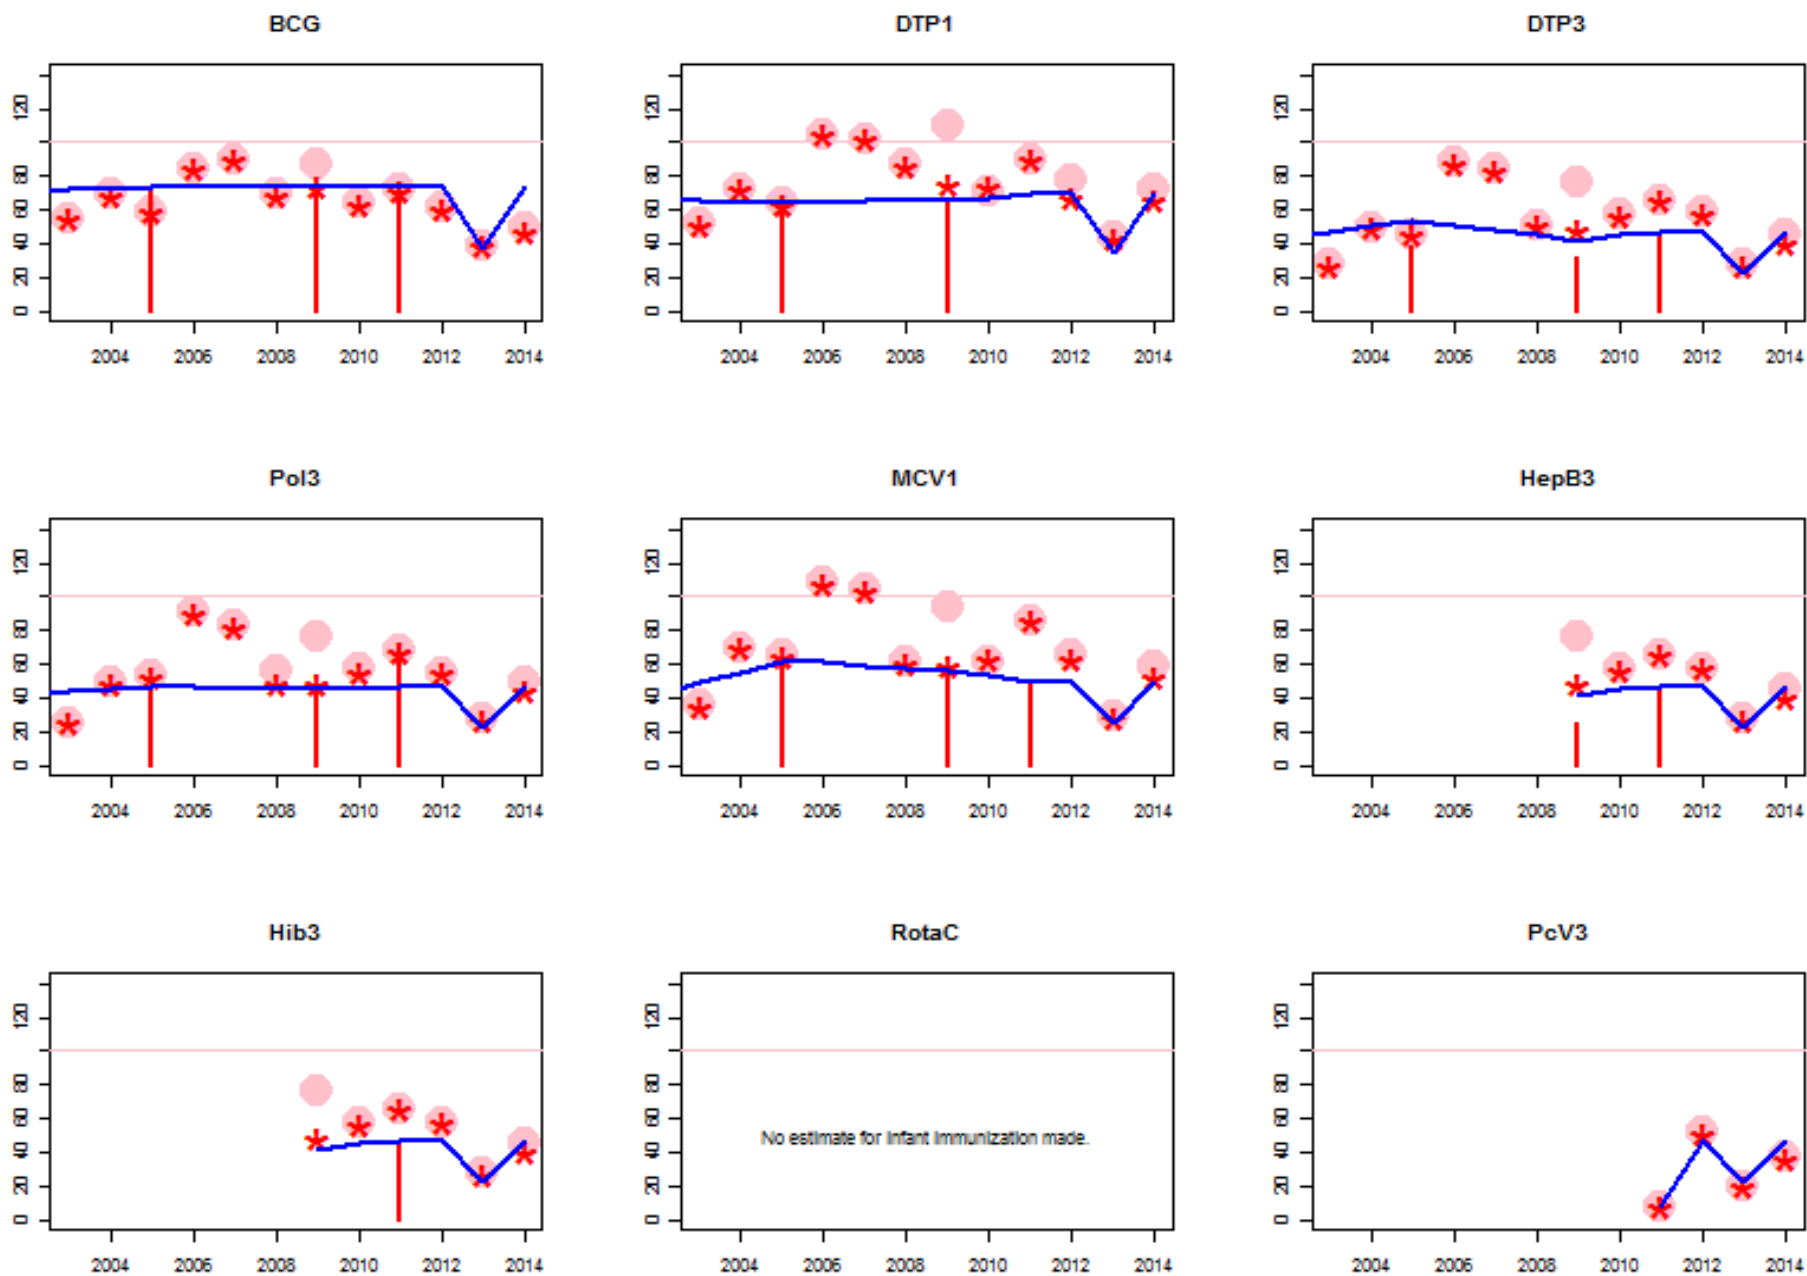 BCG
DTP1
DTP3
0 20 40 60 80 120
0 20 40 60 80 120
0 20 40 60 80 120
2004 2006 2008 2010 2012 2014
2004 2006 2008 2010 2012 2014
2004 2006 2008 2010 2012 2014
Pol3
MCV1
HepB3
0 20 40 60 80 120
0 20 40 60 80 120
0 20 40 60 80 120
2004 2006 2008 2010 2012 2014
2004 2006 2008 2010 2012 2014
2004 2006 2008 2010 2012 2014
Hib3
RotaC
PcV3
0 20 40 60 80 120
0 20 40 60 80 120
No estimate for infant immunization made.
0 20 40 60 80 120
2004 2006 2008 2010 2012 2014
2004 2006 2008 2010 2012 2014
2004 2006 2008 2010 2012 2014